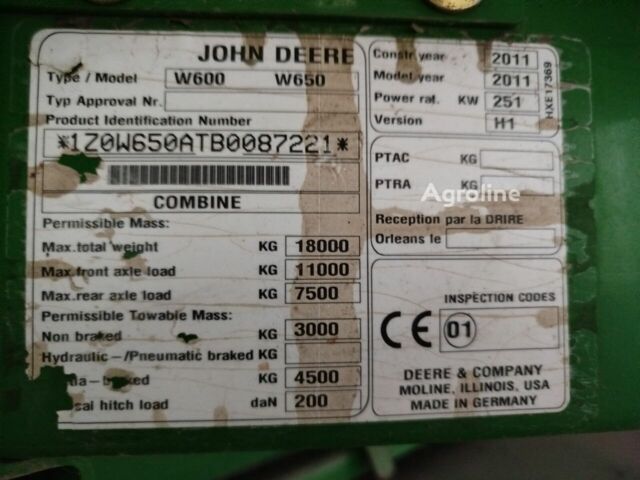 JOHN DEERE
Type / Model W600 W650
Typ Approval Nr.
Product Identification Number
*1Z0W650ATB0087221*
COMBINE
Permissible Mass:
Max.total weight KG 18000
Max.front axle load KG 11000
Max.rear axle load KG 7500
Permissible Towable Mass:
Non braked KG 3000
Hydraulic-/Pneumatic braked KG
KG 4500
hitch load daN 200
Constr.year 2011
Model year 2011
Power rat. KW 251
Version H1
HXE17369
PTAC KG
PTRA KG
Agroline
Reception par la DRIRE
Orleans le
INSPECTION CODES
CE 01
DEERE & COMPANY
MOLINE, ILLINOIS, USA
MADE IN GERMANY